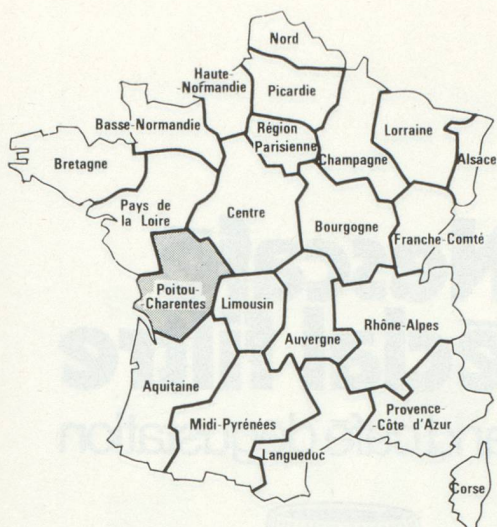 Nord
Haute-
Normandie
Picardie
Basse-Normandie
Région
Parisienne
Lorraine
Champagne
Alsace
Bretagne
Pays de
la Loire
Centre
Bourgogne
Franche-Comté
Poitou-
Charentes
Limousin
Auvergne
Rhône-Alpes
Aquitaine
Midi-Pyrénées
Provence-
-Côte d'Azur
Langueduc
Corse